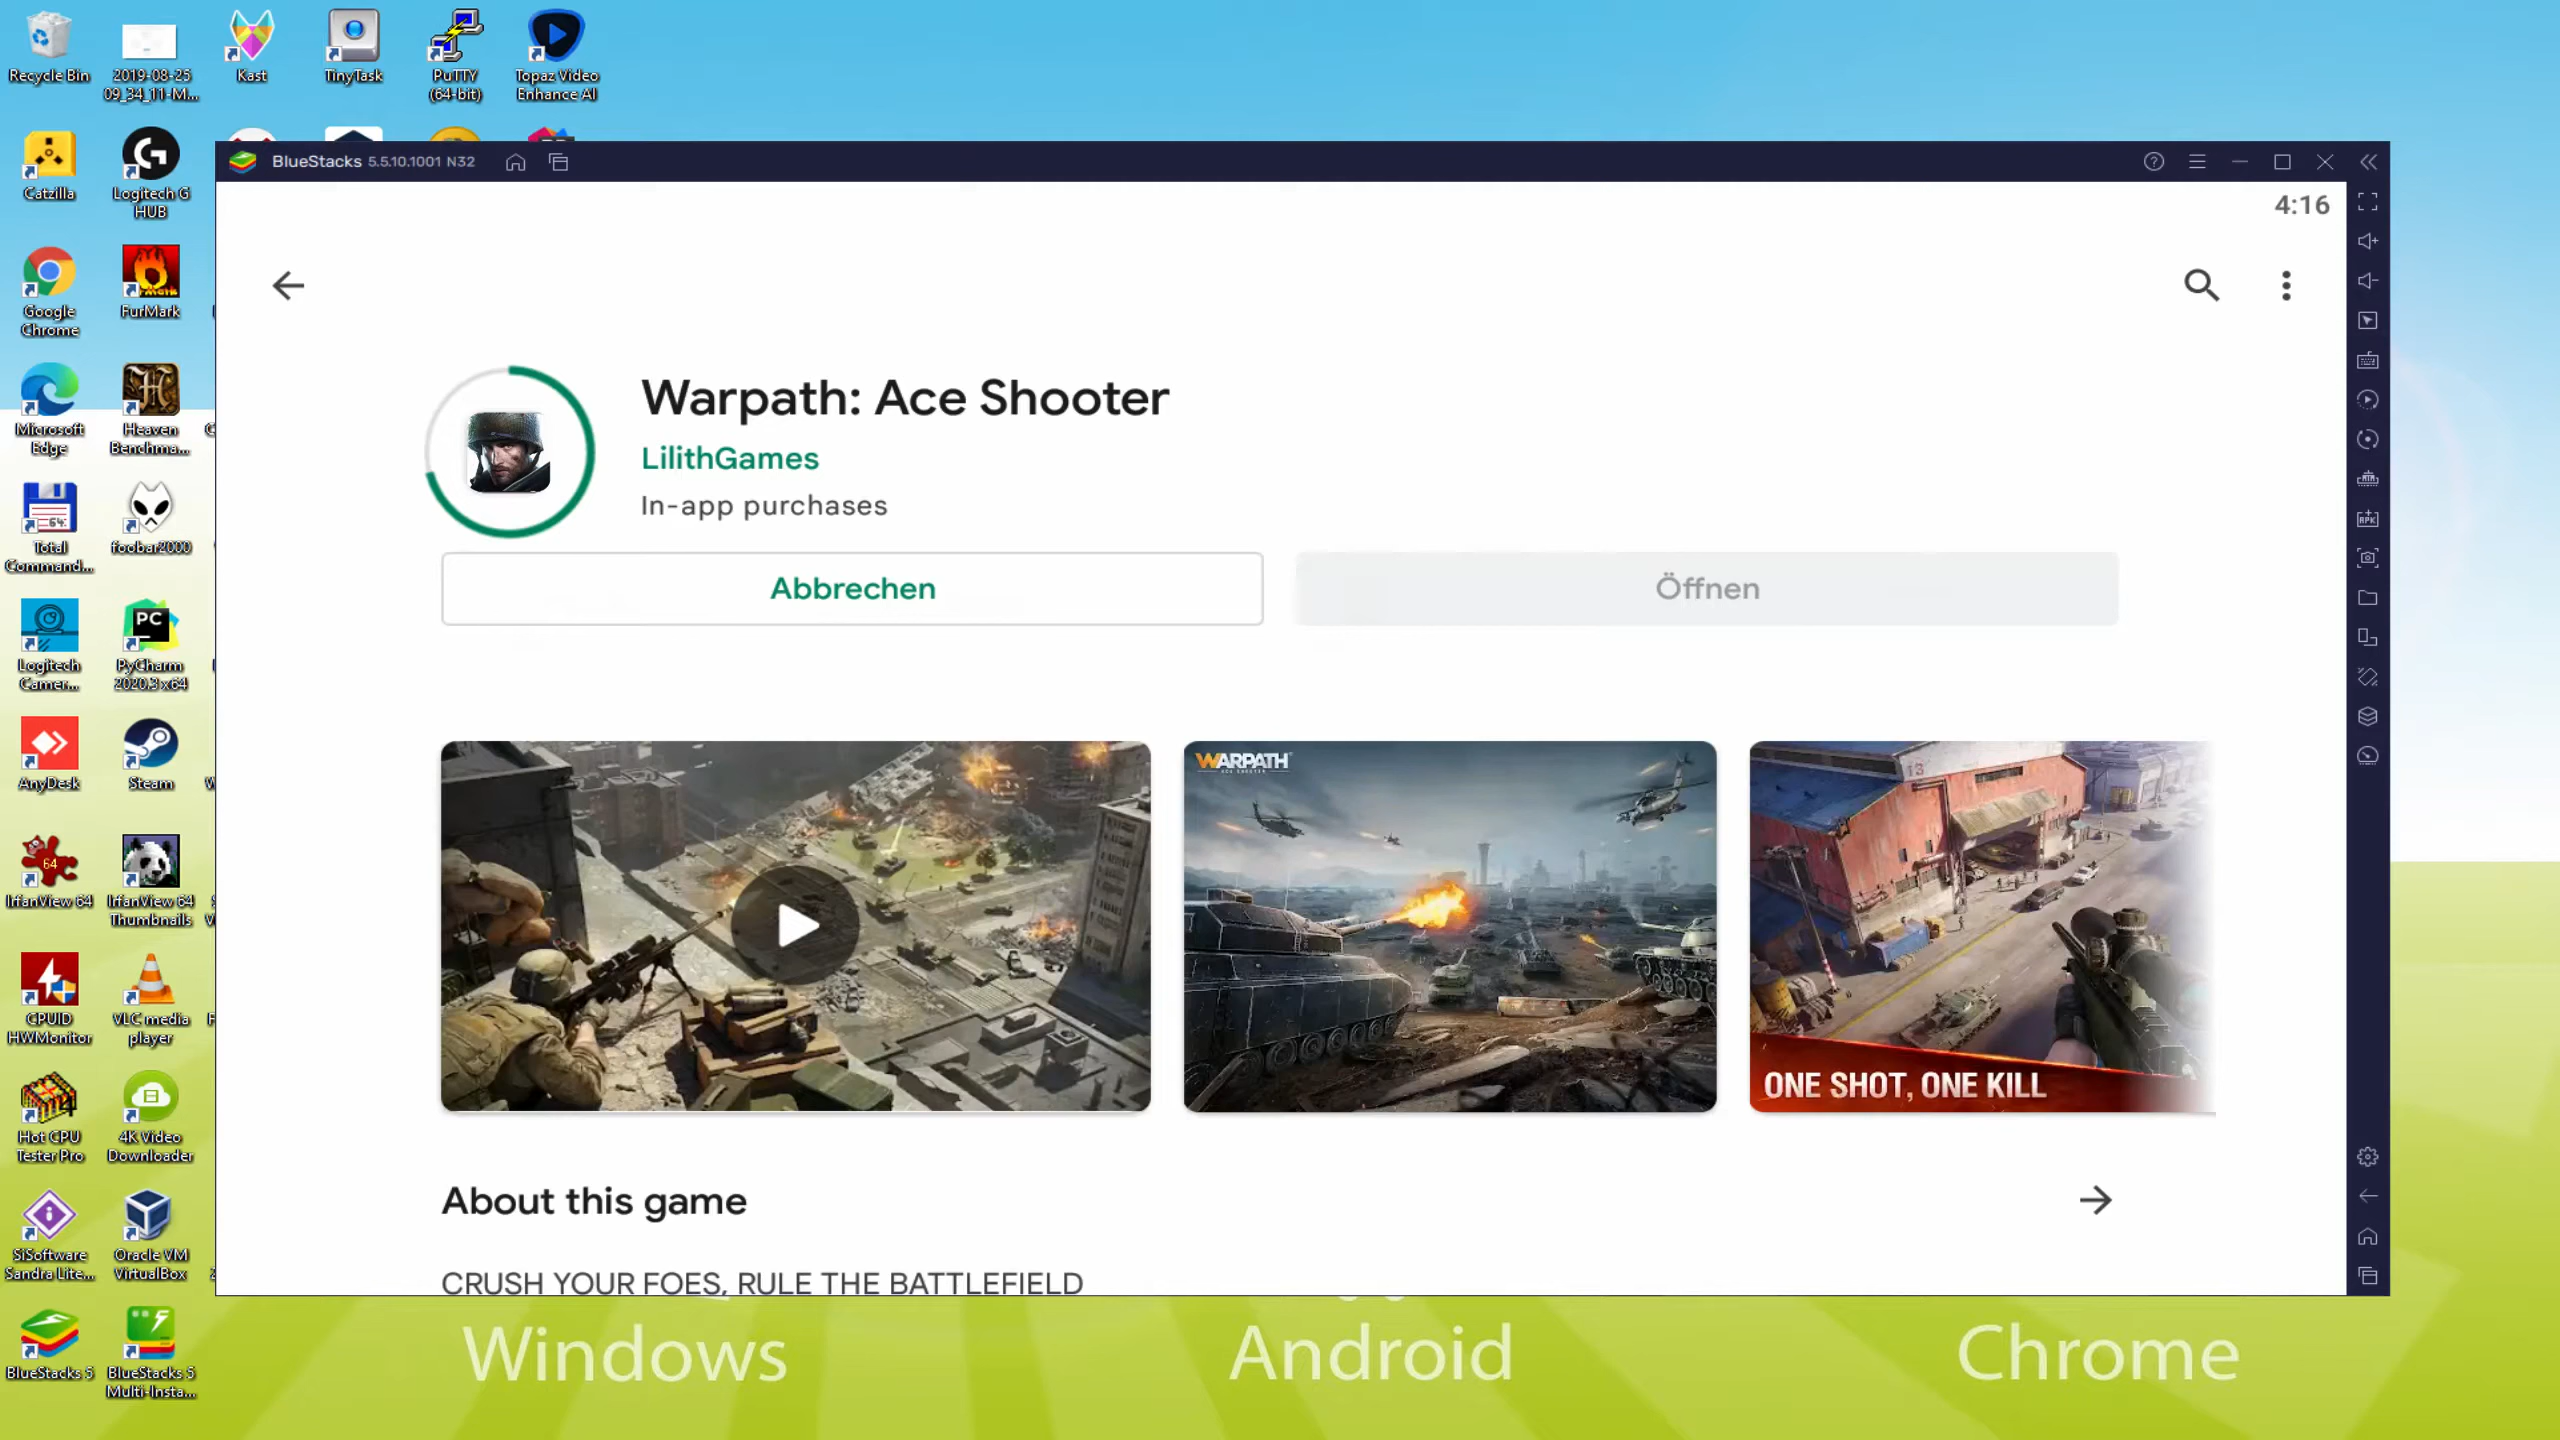 Recycle Bin
2019-08-25
09_34_11-M...
Kast
TinyTask
PuTTY
(64-bit)
Topaz Video
Enhance AI
Catzilla
Logitech G
HUB
Google
Chrome
FurMark
Microsoft
Edge
Heaven
Benchma...
Total
Command...
foobar2000
Logitech
Camer...
PC
PyCharm
2020.3 x64
AnyDesk
Steam
64
IrfanView 64
IrfanView 64
Thumbnails
CPUID
HWMonitor
VLC media
player
Hot CPU
Tester Pro
4K Video
Downloader
SiSoftware
Sandra Lite...
Oracle VM
VirtualBox
BlueStacks 5
BlueStacks 5
Multi-Insta...
BlueStacks 5.5.10.1001 N32
4:16
Warpath: Ace Shooter
LilithGames
In-app purchases
Abbrechen
Öffnen
WARPATH
ACE SHOOTER
13
ONE SHOT, ONE KILL
About this game
CRUSH YOUR FOES, RULE THE BATTLEFIELD
Windows
Android
Chrome